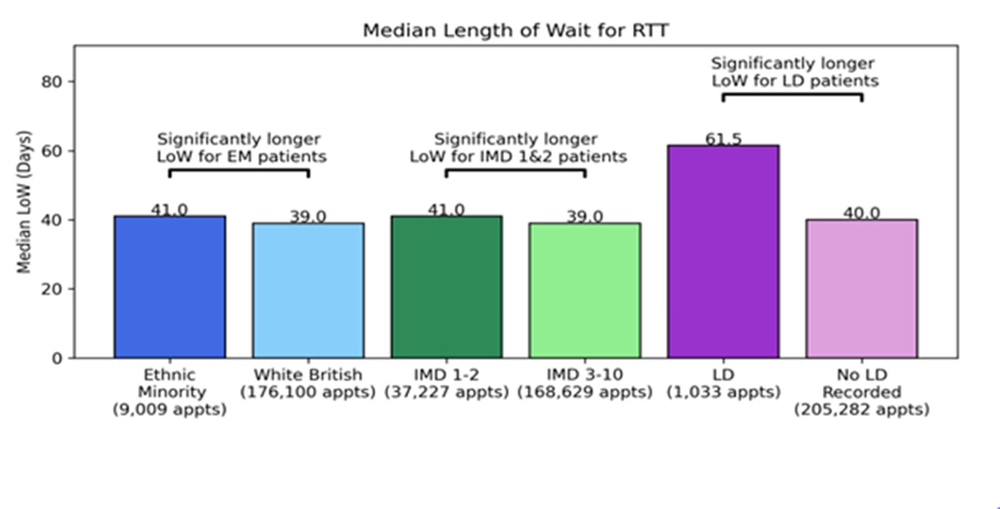 Median Length of Wait for RTT
Median LoW (Days)
80
60
40
20
0
Significantly longer
LoW for EM patients
Significantly longer
LoW for IMD 1&2 patients
Significantly longer
LoW for LD patients
41.0
39.0
41.0
39.0
61.5
40.0
Ethnic
Minority
(9,009 appts)
White British
(176,100 appts)
IMD 1-2
(37,227 appts)
IMD 3-10
(168,629 appts)
LD
(1,033 appts)
No LD
Recorded
(205,282 appts)